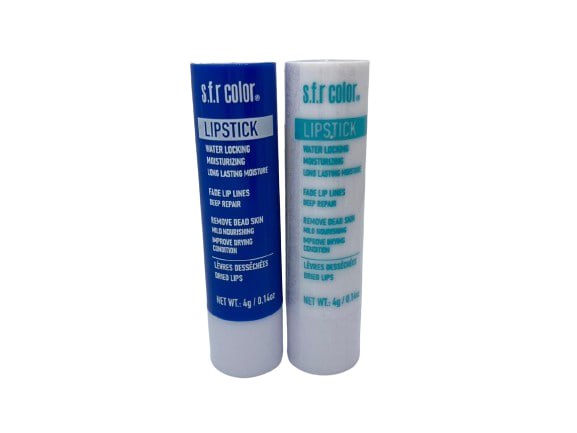 s.f.r color®
LIPSTICK
WATER LOCKING
MOISTURIZING
LONG LASTING MOISTURE
FADE LIP LINES
DEEP REPAIR
REMOVE DEAD SKIN
MILD NOURISHING
IMPROVE DRYING
CONDITION
LÈVRES DESSÉCHÉES
DRIED LIPS
NET WT.: 4g / 0.14oz
s.f.r color®
LIPSTICK
WATER LOCKING
MOISTURIZING
LONG LASTING MOISTURE
FADE LIP LINES
DEEP REPAIR
REMOVE DEAD SKIN
MILD NOURISHING
IMPROVE DRYING
CONDITION
LÈVRES DESSÉCHÉES
DRIED LIPS
NET WT.: 4g / 0.14oz